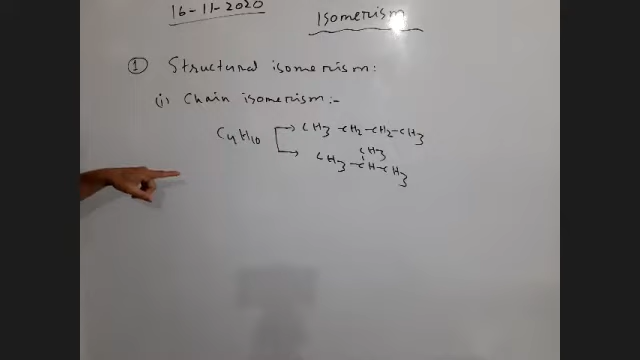 16-11-2020
Isomerism
① Structural isomerism:
(i) Chain isomerism:-
C4H10
CH3-CH2-CH2-CH3
CH3
CH3-CH-CH3